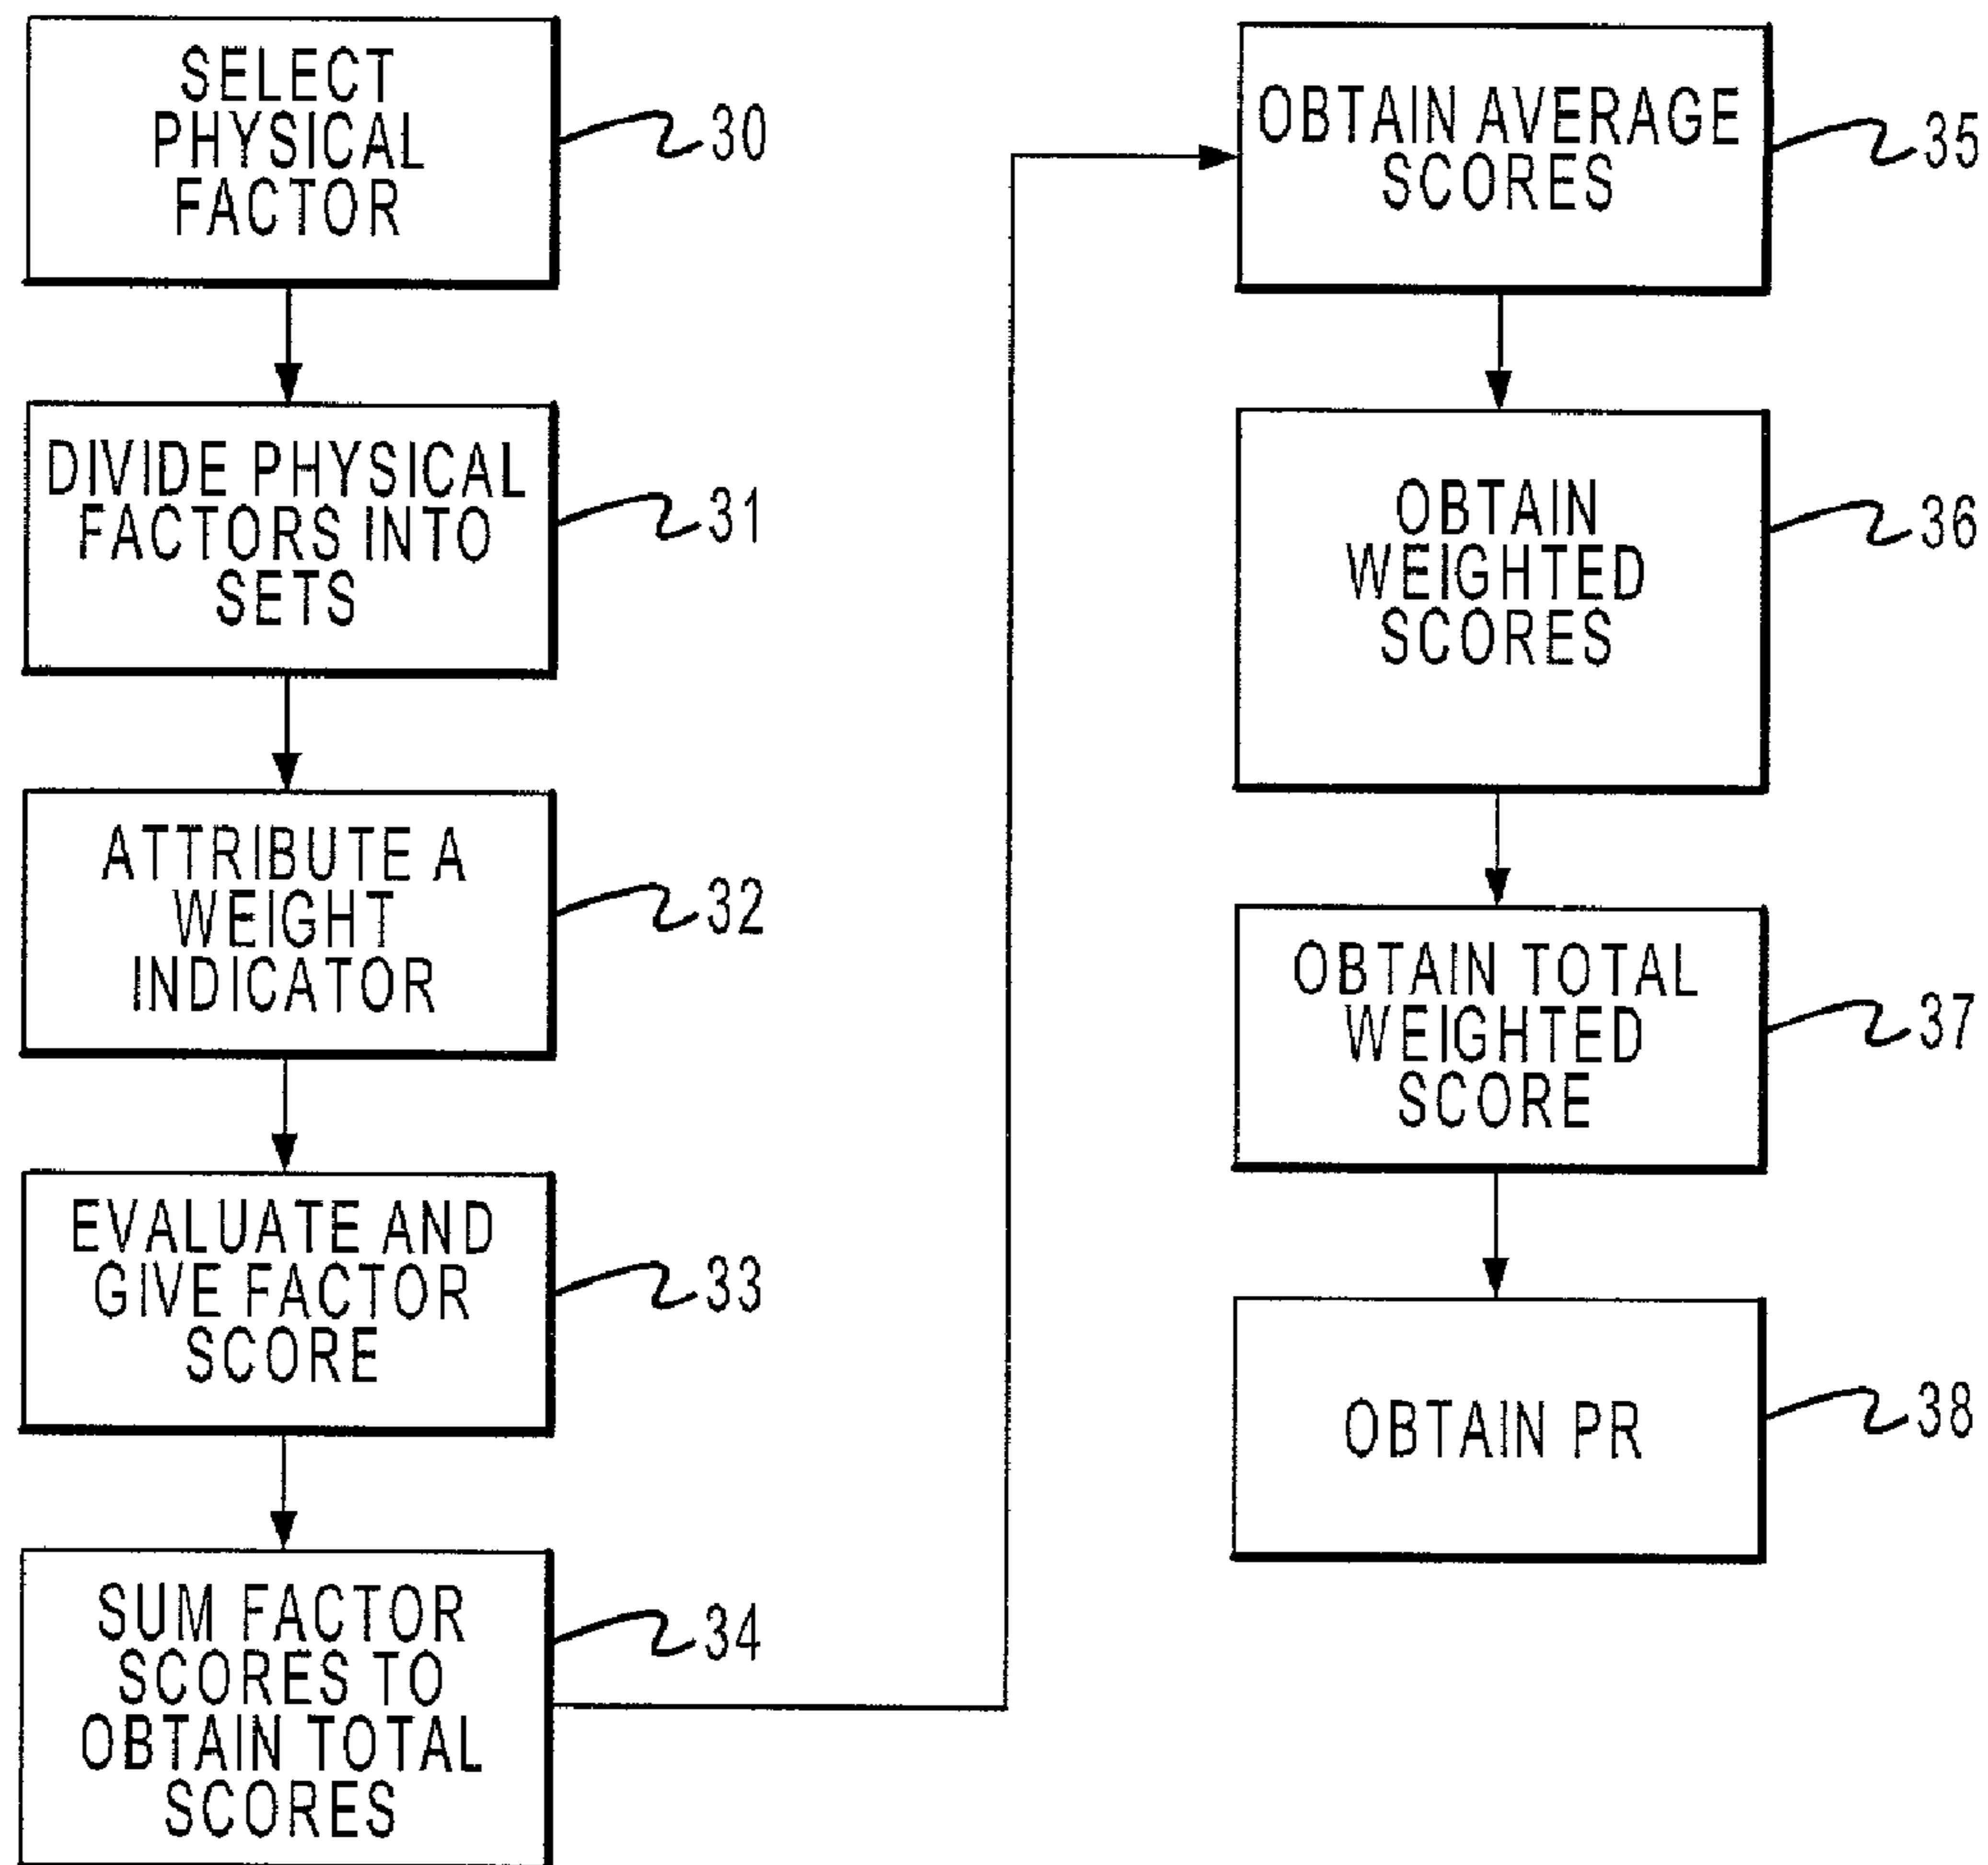 SELECT
PHYSICAL
FACTOR
30
DIVIDE PHYSICAL
FACTORS INTO
SETS
31
ATTRIBUTE A
WEIGHT
INDICATOR
32
EVALUATE AND
GIVE FACTOR
SCORE
33
SUM FACTOR
SCORES TO
OBTAIN TOTAL
SCORES
34
OBTAIN AVERAGE
SCORES
35
OBTAIN
WEIGHTED
SCORES
36
OBTAIN TOTAL
WEIGHTED
SCORE
37
OBTAIN PR
38